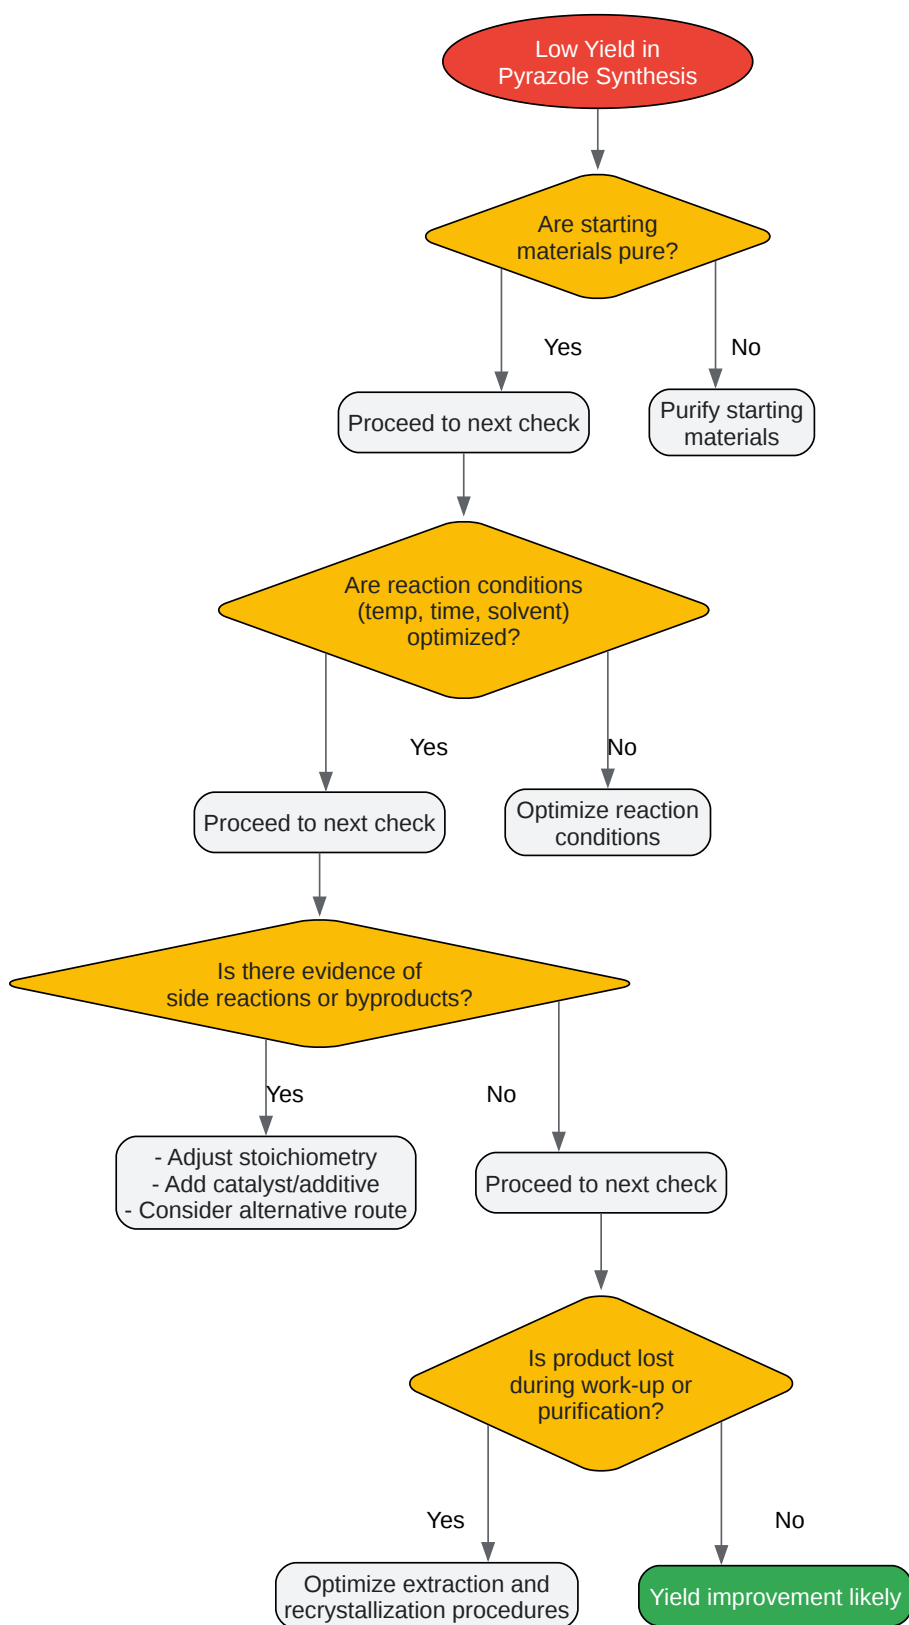 Low Yield in
Pyrazole Synthesis
Are starting
materials pure?
Yes
No
Proceed to next check
Purify starting
materials
Are reaction conditions
(temp, time, solvent)
optimized?
Yes
No
Proceed to next check
Optimize reaction
conditions
Is there evidence of
side reactions or byproducts?
Yes
No
- Adjust stoichiometry
- Add catalyst/additive
- Consider alternative route
Proceed to next check
Is product lost
during work-up or
purification?
Yes
No
Optimize extraction and
recrystallization procedures
Yield improvement likely